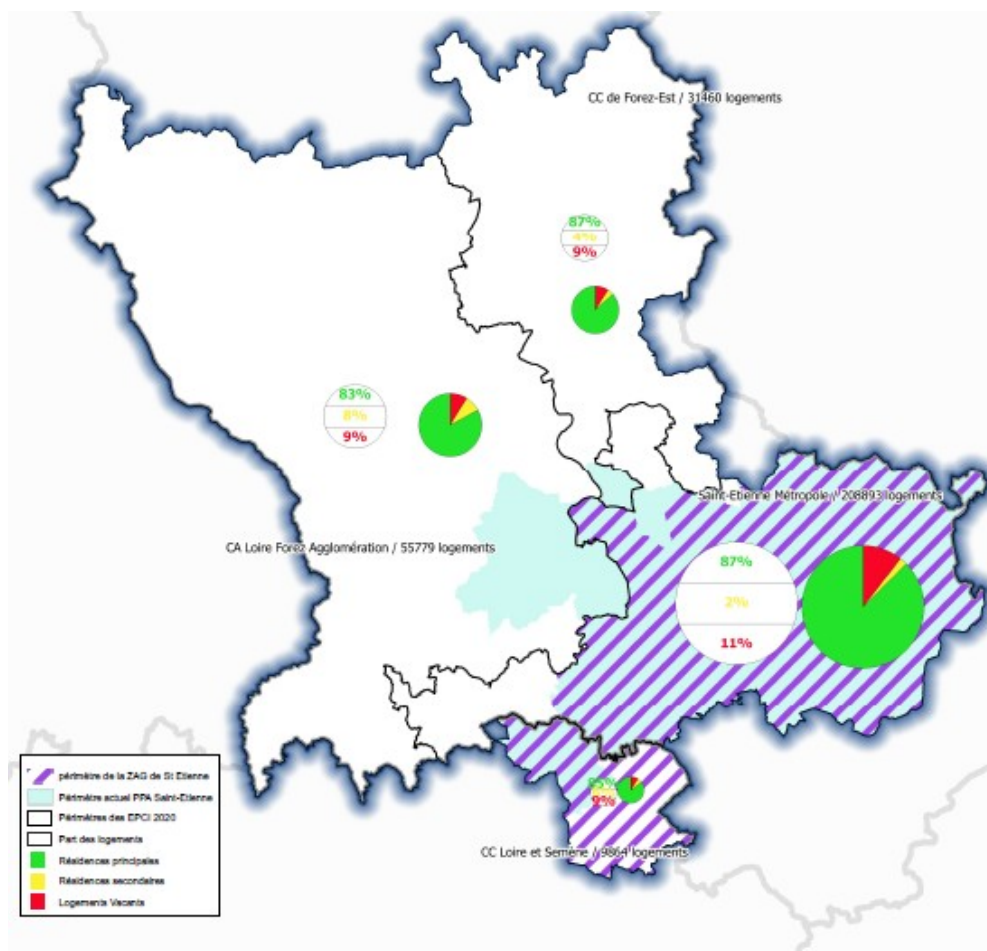 CC de Forez-Est / 31460 logements
87%
4%
9%
83%
8%
9%
Saint-Etienne Métropole / 208893 logements
CA Loire Forez Agglomération / 55779 logements
87%
2%
11%
85%
9%
CC Loire et Semène / 9864 logements
périmètre de la ZAG de St Etienne
Périmètre actuel PPA Saint-Etienne
Périmètres des EPCI 2020
Part des logements
Résidences principales
Résidences secondaires
Logements Vacants